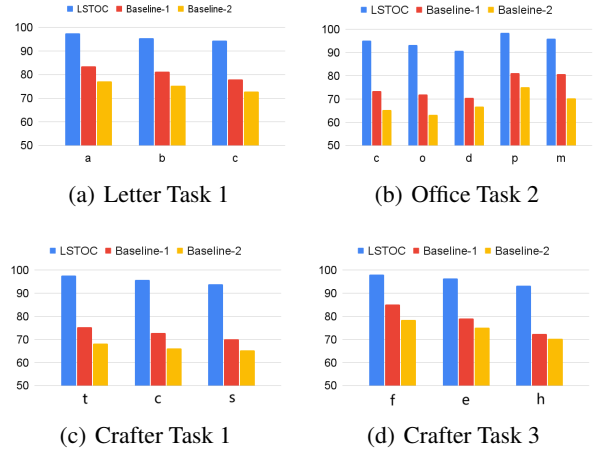 LSTOC Baseline-1 Baseline-2
100
90
80
70
60
50
a b c
(a) Letter Task 1
LSTOC Baseline-1 Basleine-2
100
90
80
70
60
50
c o d p m
(b) Office Task 2
LSTOC Baseline-1 Baseline-2
100
90
80
70
60
50
t c s
(c) Crafter Task 1
LSTOC Baseline-1 Baseline-2
100
90
80
70
60
50
f e h
(d) Crafter Task 3